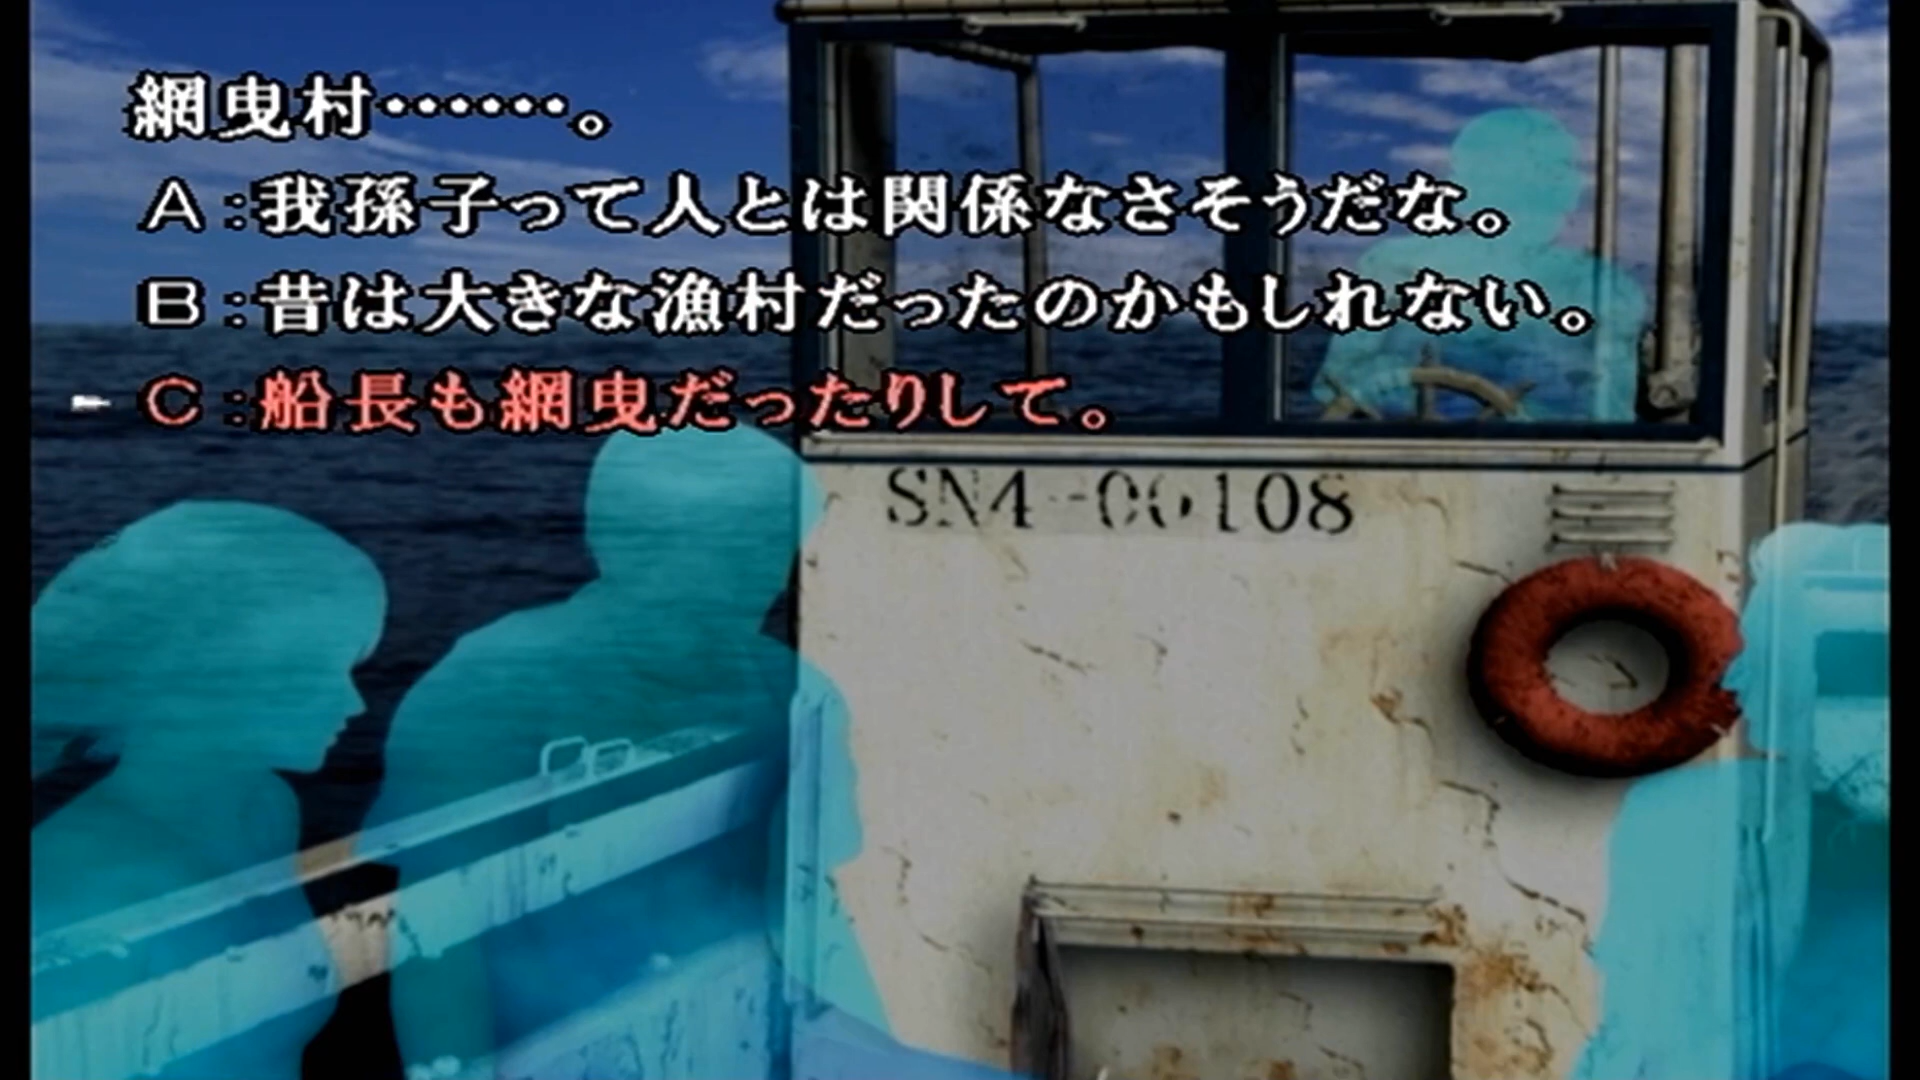 網曳村‥‥‥。
A:我孫子って人とは関係なさそうだな。
B:昔は大きな漁村だったのかもしれない。
C:船長も網曳だったりして。
SN4-00108